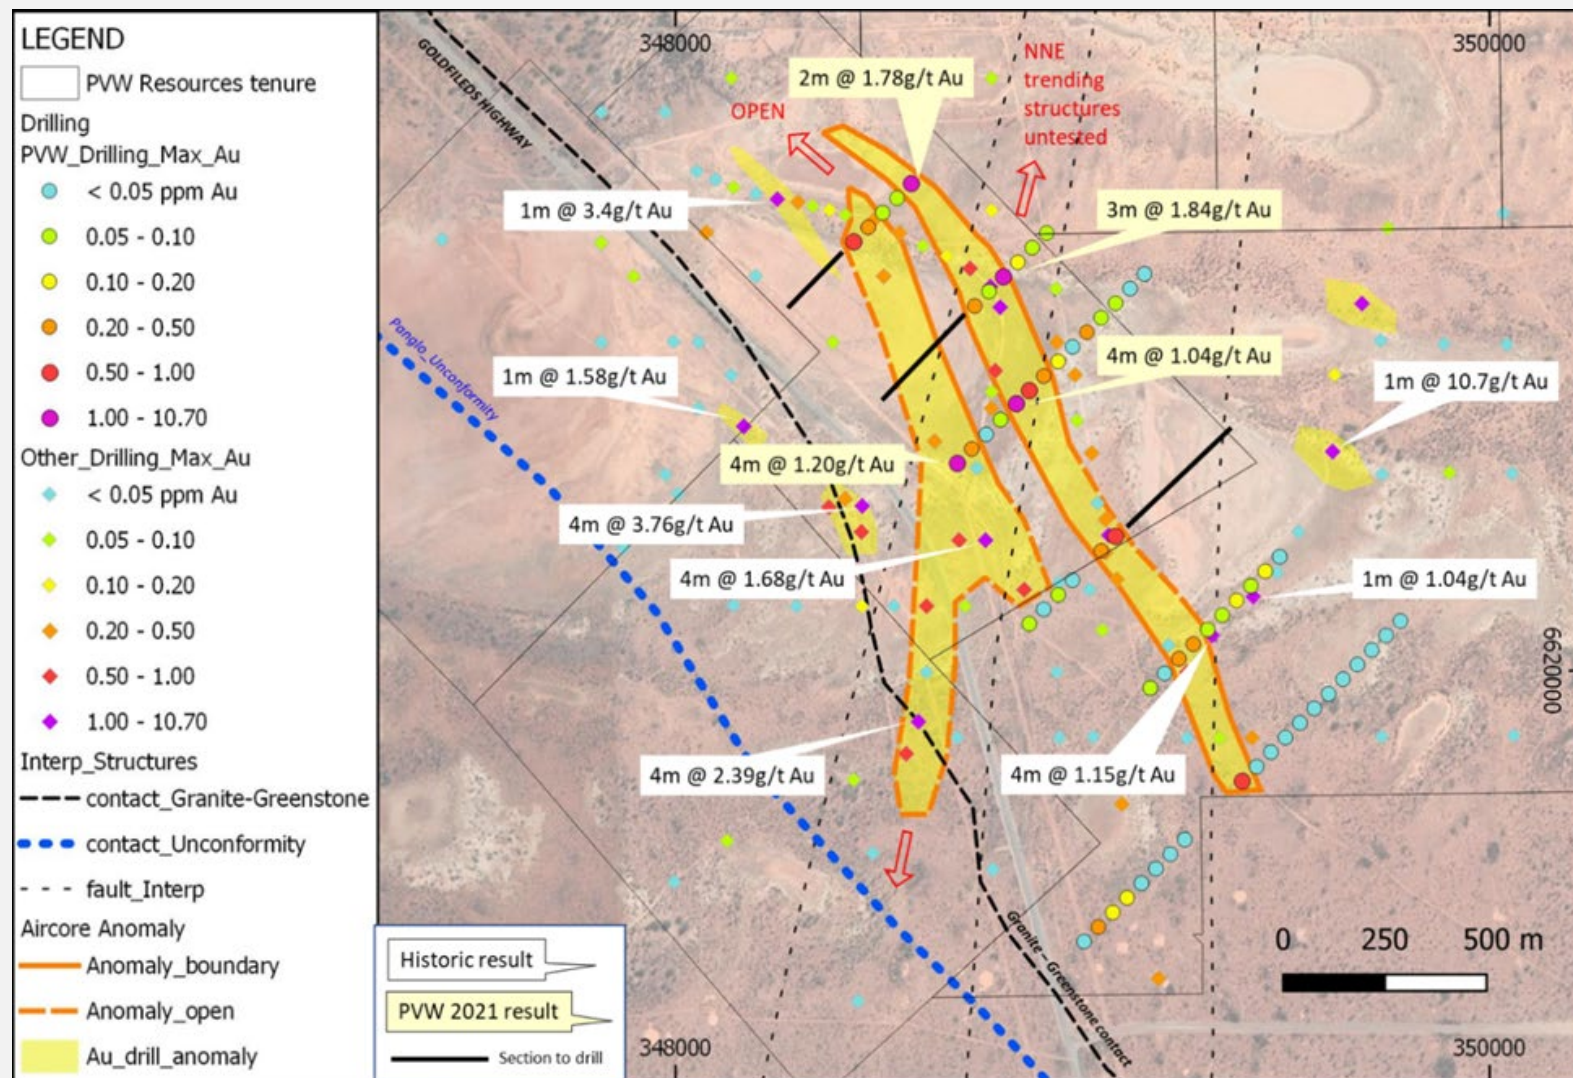 LEGEND
PVW Resources tenure
Drilling
PVW_Drilling_Max_Au
< 0.05 ppm Au
0.05 - 0.10
0.10 - 0.20
0.20 - 0.50
0.50 - 1.00
1.00 - 10.70
Other_Drilling_Max_Au
< 0.05 ppm Au
0.05 - 0.10
0.10 - 0.20
0.20 - 0.50
0.50 - 1.00
1.00 - 10.70
Interp_Structures
contact_Granite-Greenstone
contact_Unconformity
fault_Interp
Aircore Anomaly
Anomaly_boundary
Anomaly_open
Au_drill_anomaly
348000
350000
GOLDFILEDS HIGHWAY
2m @ 1.78g/t Au
NNE
trending
structures
untested
OPEN
1m @ 3.4g/t Au
3m @ 1.84g/t Au
Panglo_Unconformity
4m @ 1.04g/t Au
1m @ 1.58g/t Au
1m @ 10.7g/t Au
4m @ 1.20g/t Au
4m @ 3.76g/t Au
4m @ 1.68g/t Au
1m @ 1.04g/t Au
6620000
4m @ 2.39g/t Au
4m @ 1.15g/t Au
Granite - Greenstone contact
0 250 500 m
Historic result
PVW 2021 result
Section to drill
348000
350000